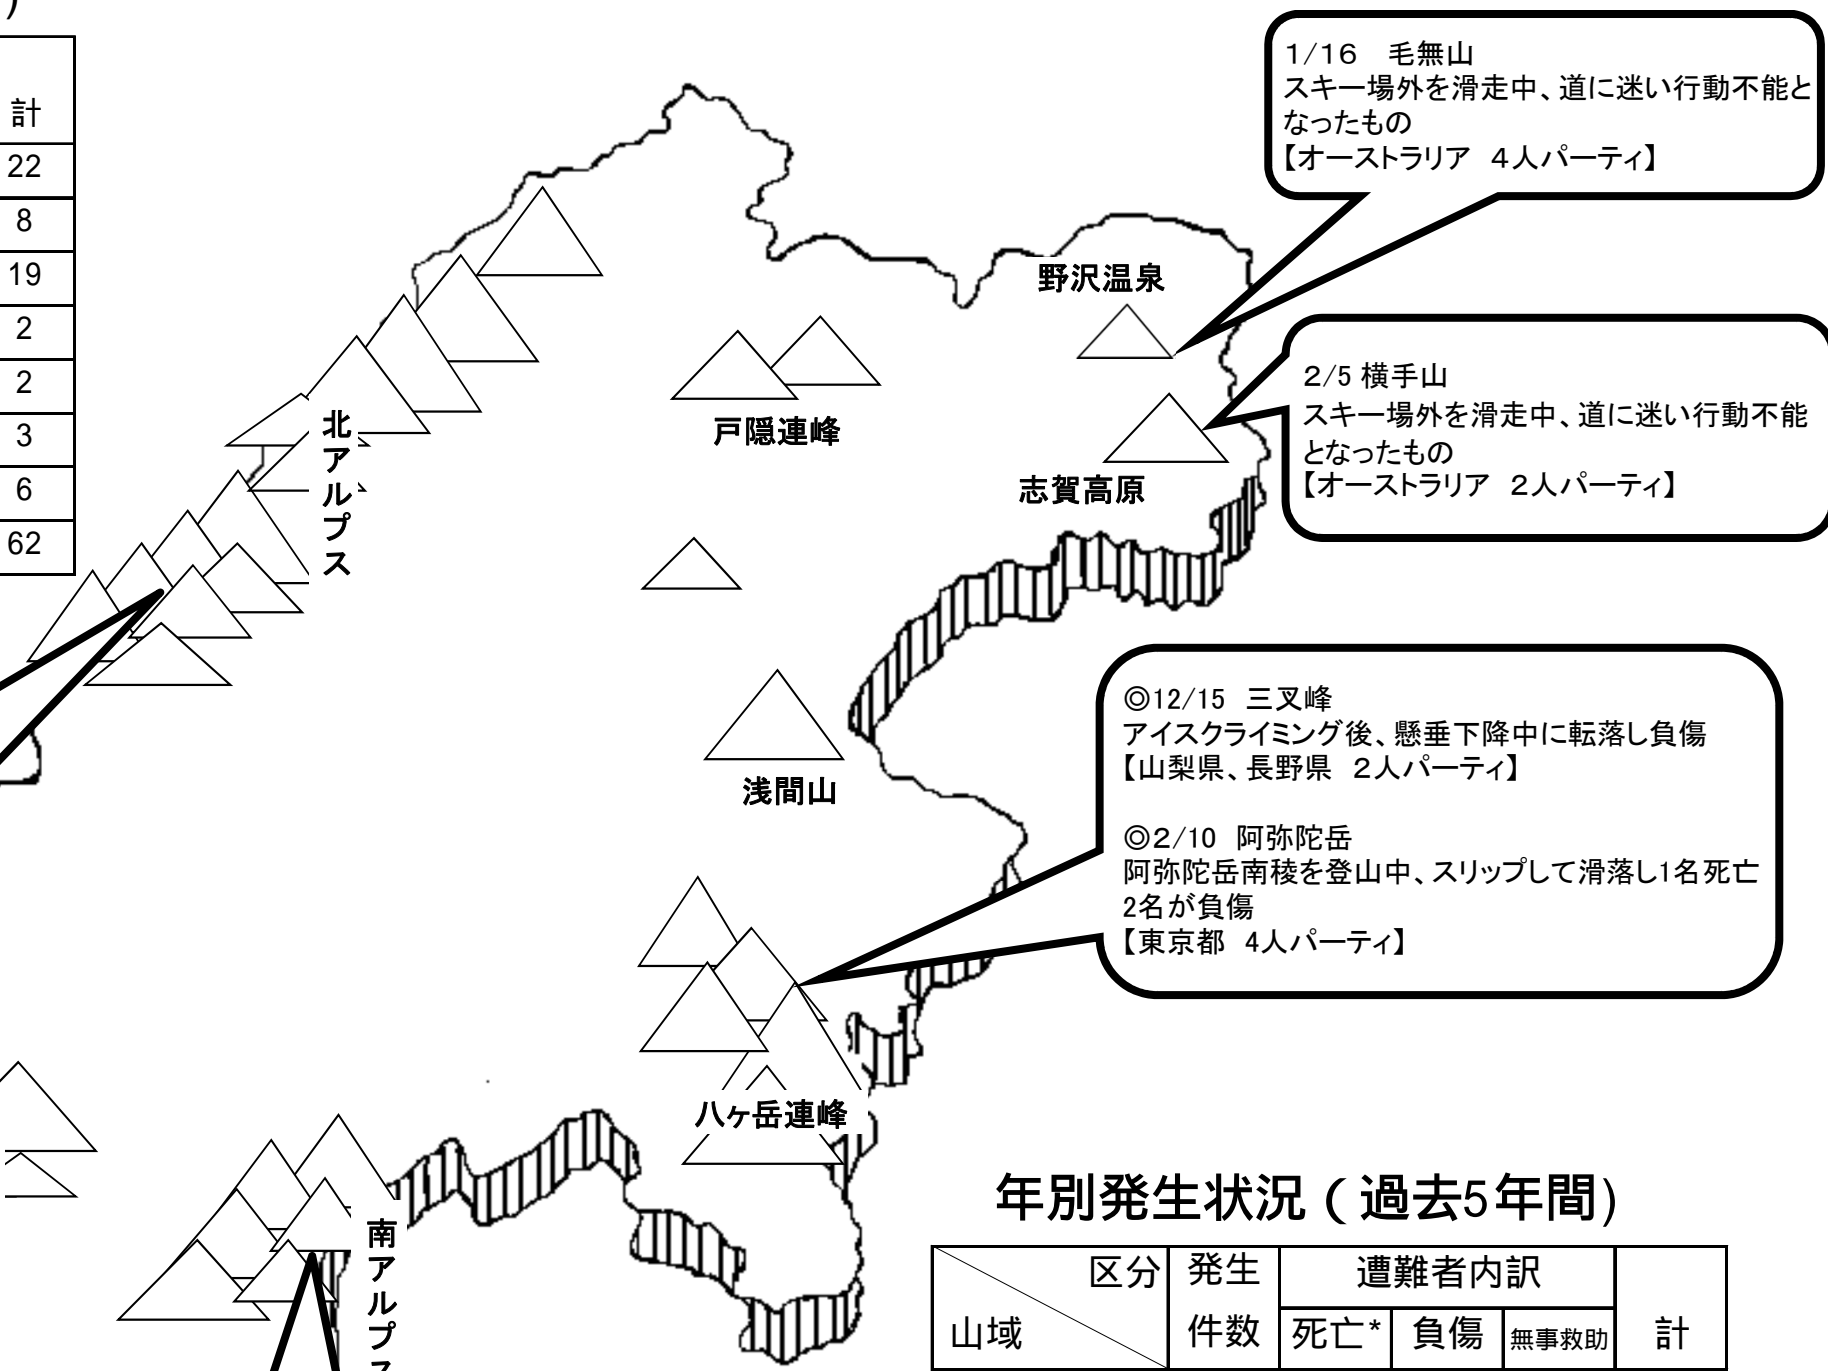 )
計
22
8
19
2
2
3
6
62
1/16　毛無山
スキー場外を滑走中、道に迷い行動不能と
なったもの
【オーストラリア　4人パーティ】
野沢温泉
2/5 横手山
スキー場外を滑走中、道に迷い行動不能
となったもの
【オーストラリア　2人パーティ】
戸隠連峰
志賀高原
北アルプス
浅間山
◎12/15　三叉峰
アイスクライミング後、懸垂下降中に転落し負傷
【山梨県、長野県　2人パーティ】
◎2/10　阿弥陀岳
阿弥陀岳南稜を登山中、スリップして滑落し1名死亡
2名が負傷
【東京都　4人パーティ】
八ヶ岳連峰
南アルプス
年別発生状況（過去5年間)
区分
山域
発生
件数
遭難者内訳
死亡*
負傷
無事救助
計